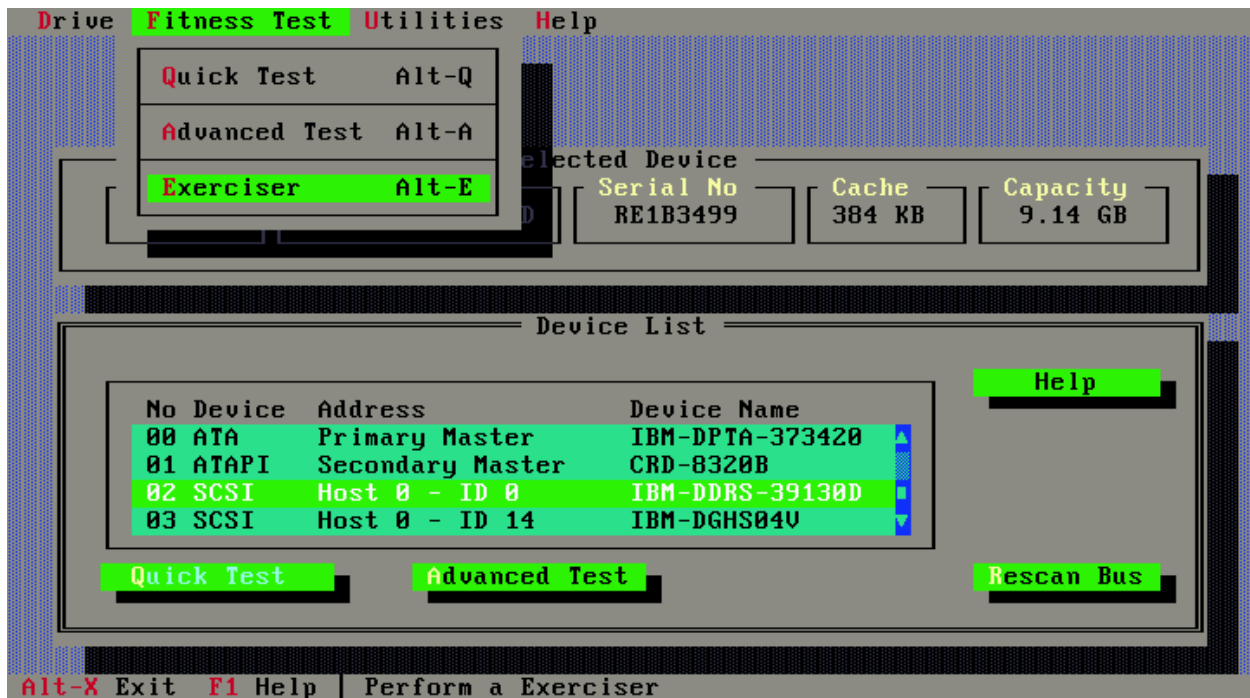 Drive Fitness Test Utilities Help
Quick Test Alt-Q
Advanced Test Alt-A
Exerciser Alt-E
elected Device
Serial No Cache Capacity
D RE1B3499 384 KB 9.14 GB
Device List
Help
No Device Address Device Name
00 ATA Primary Master IBM-DPTA-373420
01 ATAPI Secondary Master CRD-8320B
02 SCSI Host 0 - ID 0 IBM-DDRS-39130D
03 SCSI Host 0 - ID 14 IBM-DGHS04V
Quick Test Advanced Test Rescan Bus
Alt-X Exit F1 Help Perform a Exerciser